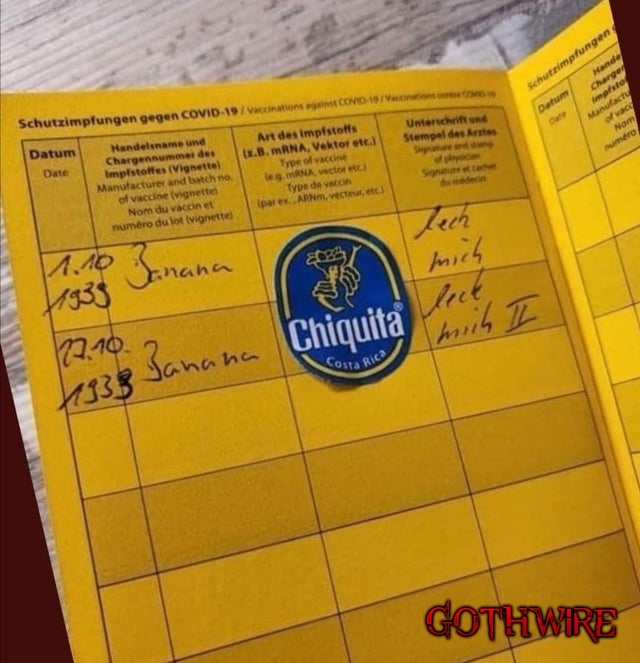 Schutzimpfungen gegen COVID-19 / Vaccinations against COVID-19 / Vaccinations contre COVID-19
Datum
Date
Handelsname und
Chargennummer des
Impfstoffes (Vignette)
Manufacturer and batch no.
of vaccine (vignette)
Nom du vaccin et
numéro du lot (vignette)
Art des Impfstoffs
(z.B. mRNA, Vektor etc.)
Type of vaccine
(e.g. mRNA, vector etc.)
Type de vaccin
(par ex., ARNm, vecteur, etc.)
Unterschrift und
Stempel des Arztes
Signature and stamp
of physician
Signature et cachet
du médecin
1.10
1933
Banana
Chiquita®
Costa Rica
leck
mich
27.10.
1933
Banana
leck
mich II
Schutzimpfungen
Datum
Date
GOTHWIRE